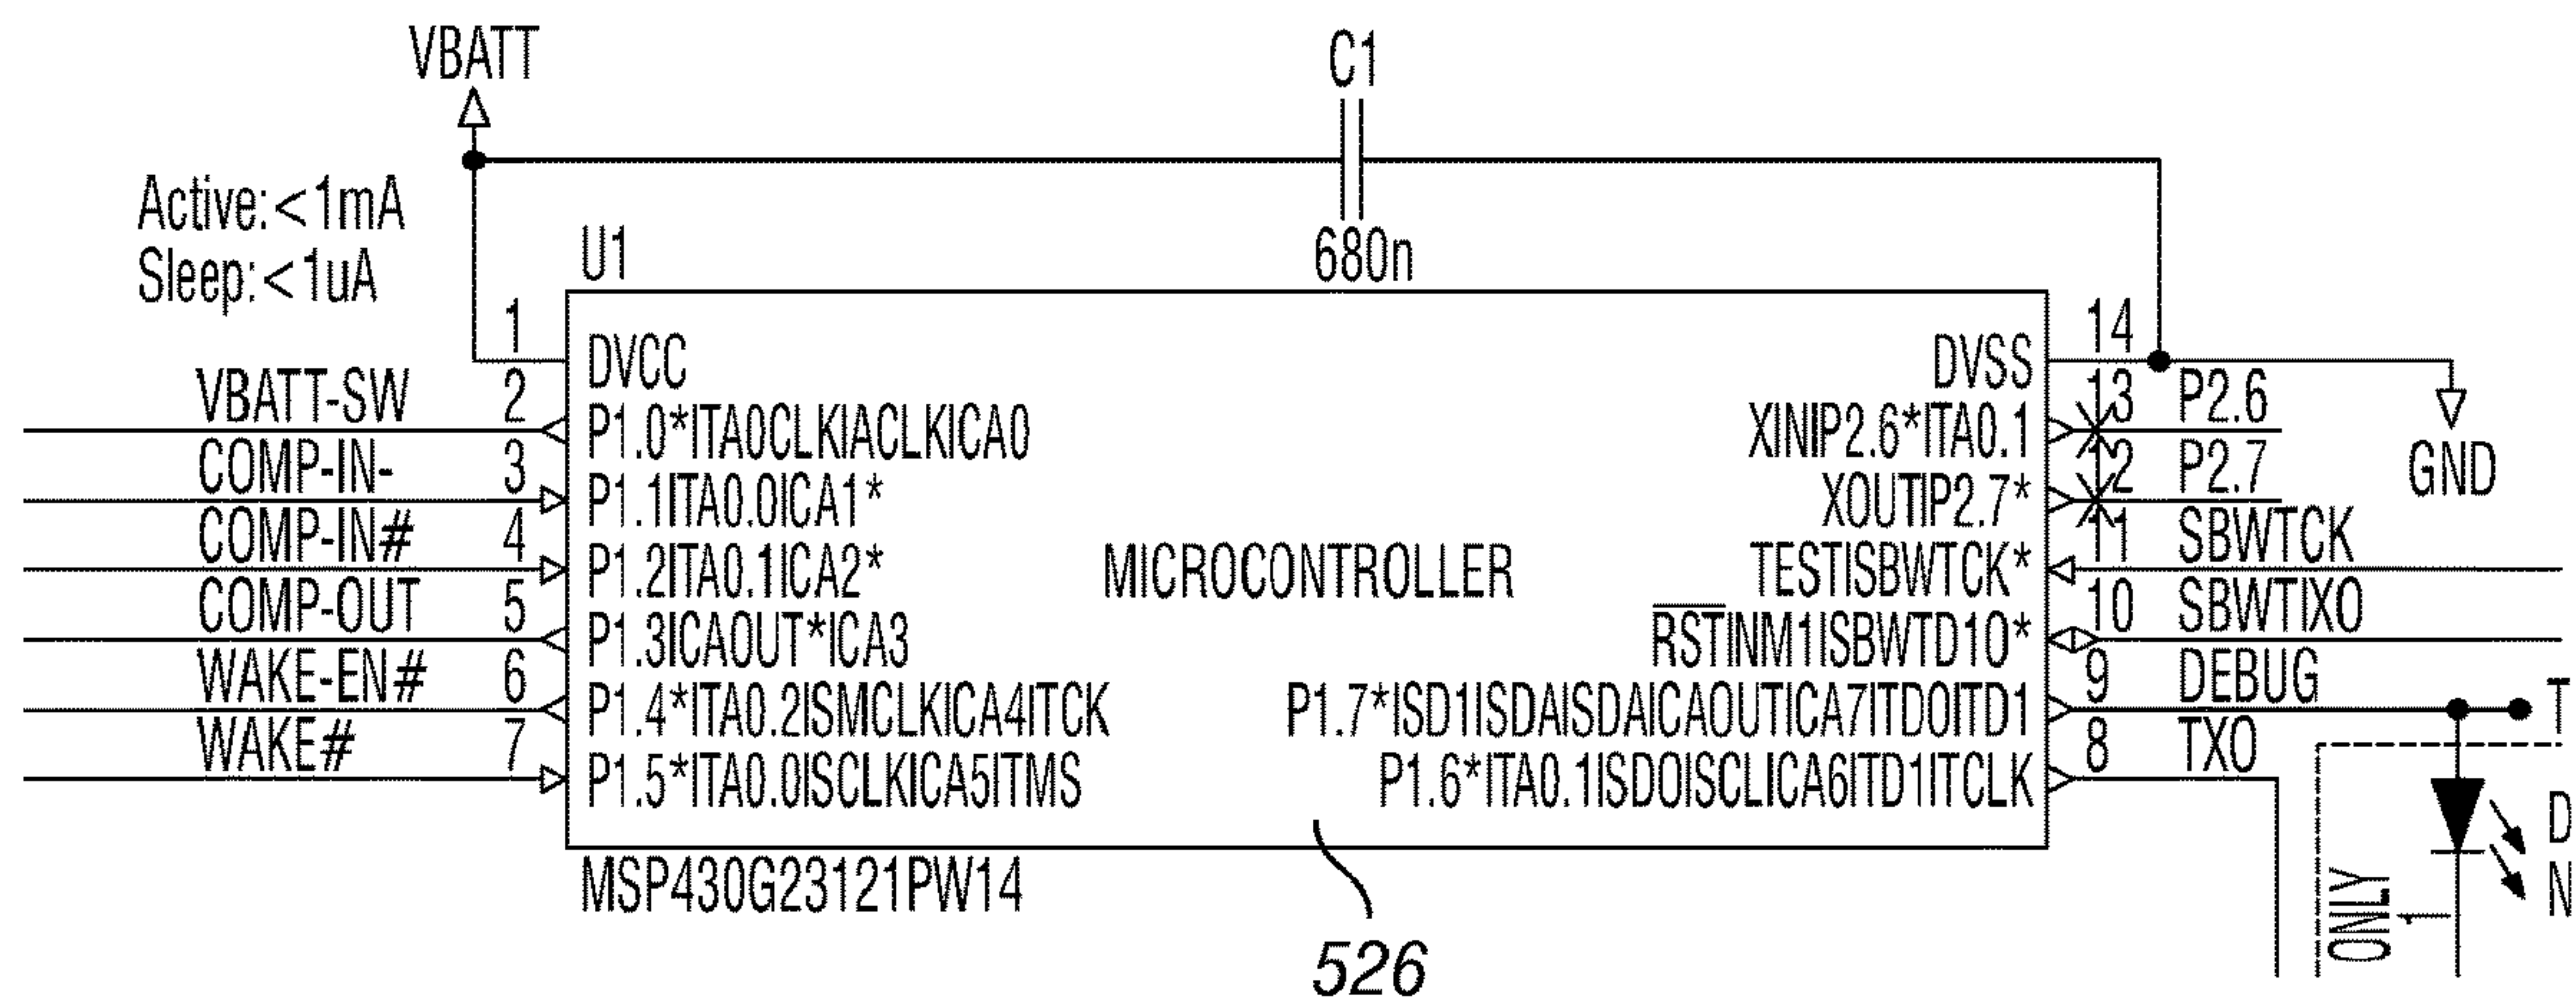 VBATT
C1
Active:<1mA
Sleep:<1uA
U1
680n
1
DVCC
DVSS
14
VBATT-SW 2 P1.0*ITA0CLKIACLKICA0
XINIP2.6*ITA0.1 13 P2.6
COMP-IN- 3 P1.1ITA0.0ICA1*
XOUTIP2.7* 12 P2.7
GND
COMP-IN# 4 P1.2ITA0.1ICA2*
MICROCONTROLLER
TESTISBWTCK* 11 SBWTCK
COMP-OUT 5 P1.3ICAOUT*ICA3
RSTINM1ISBWTD10* 10 SBWTIXO
WAKE-EN# 6 P1.4*ITA0.2ISMCLKICA4ITCK
P1.7*ISD1ISDAISDAICAOUTICA7ITDOITD1 9 DEBUG
T
WAKE# 7 P1.5*ITA0.0ISCLKICA5ITMS
P1.6*ITA0.1ISDOISCLICA6ITD1ITCLK 8 TXO
D
N
MSP430G23121PW14
ONLY
526